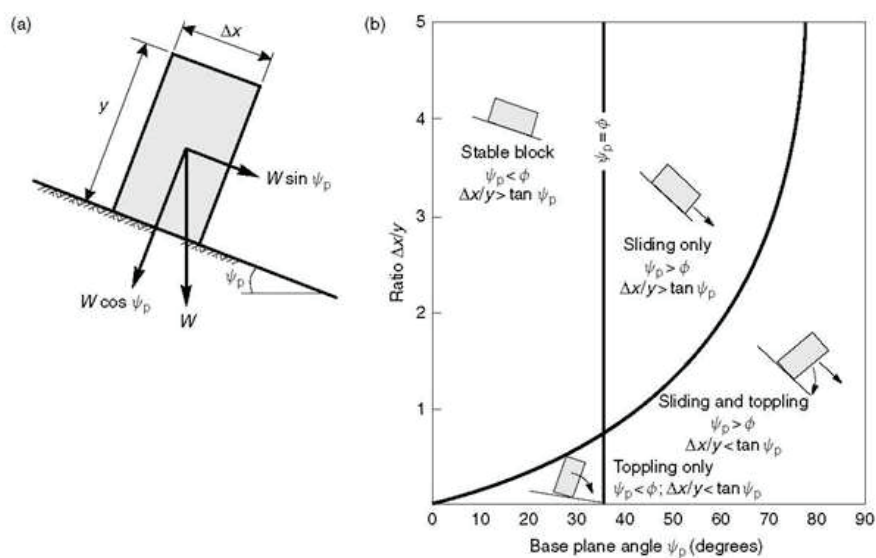 (a)
Δx
y
W sin ψp
ψp
W cos ψp
W
(b)
Ratio Δx/y
5
4
3
2
1
0
10
20
30
40
50
60
70
80
90
Base plane angle ψp (degrees)
ψp = ϕ
Stable block
ψp < ϕ
Δx/y > tan ψp
Sliding only
ψp > ϕ
Δx/y > tan ψp
Sliding and toppling
ψp > ϕ
Δx/y < tan ψp
Toppling only
ψp < ϕ; Δx/y < tan ψp